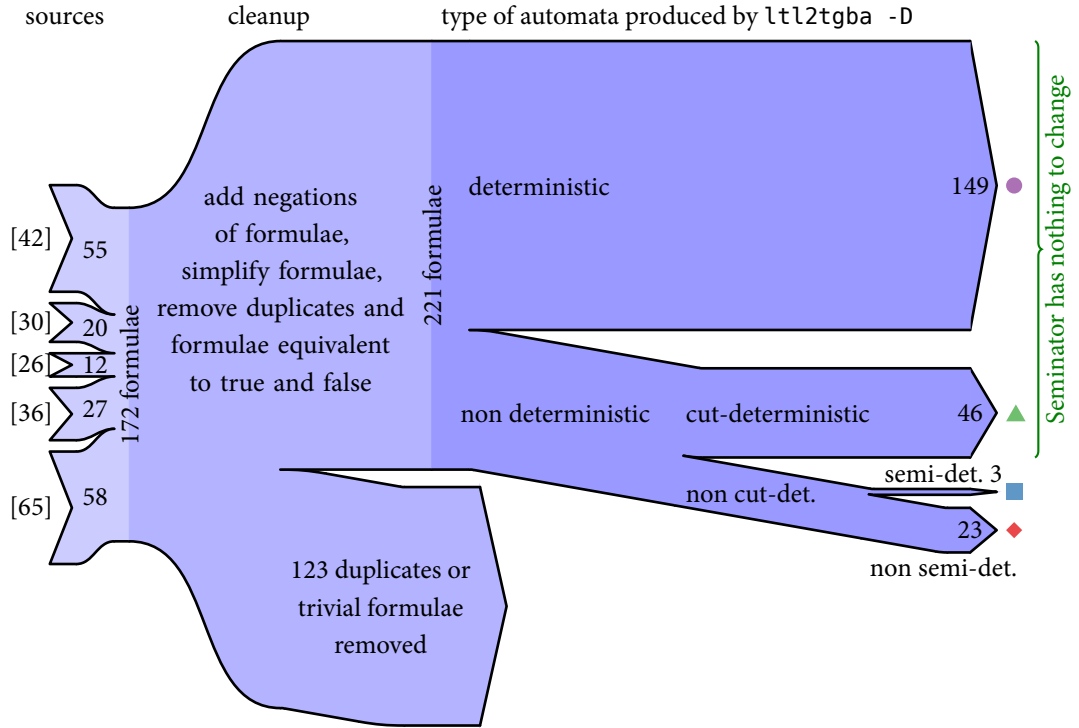 sources
cleanup
type of automata produced by ltl2tgba -D
[42]
55
[30]
20
[26]
12
[36]
27
[65]
58
172 formulae
add negations
of formulae,
simplify formulae,
remove duplicates and
formulae equivalent
to true and false
221 formulae
deterministic
149
non deterministic
cut-deterministic
46
semi-det. 3
non cut-det.
23
non semi-det.
123 duplicates or
trivial formulae
removed
Seminator has nothing to change